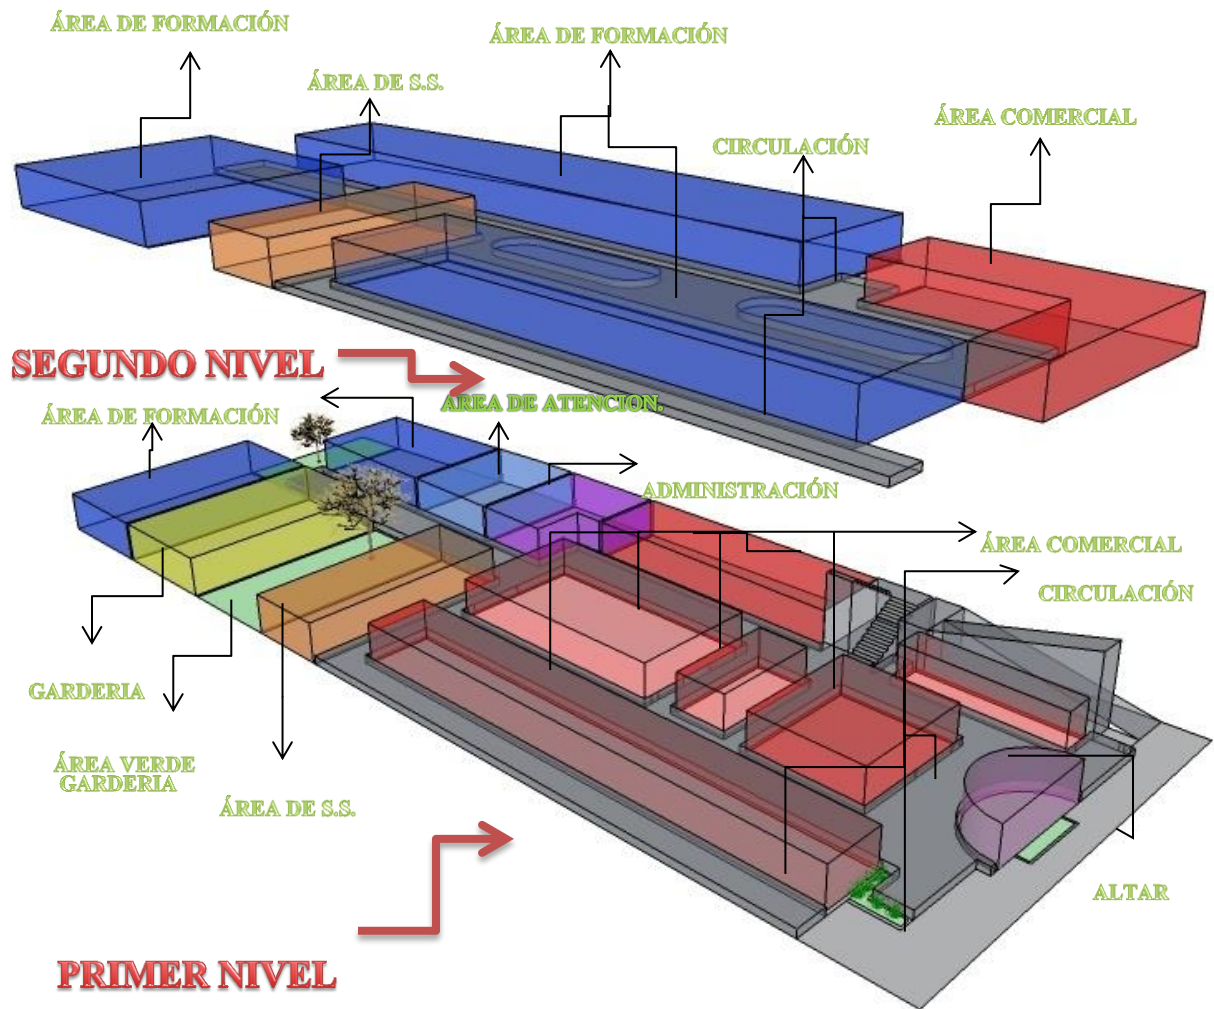 ÁREA DE FORMACIÓN
ÁREA DE FORMACIÓN
ÁREA DE S.S.
ÁREA COMERCIAL
CIRCULACIÓN
SEGUNDO NIVEL
ÁREA DE FORMACIÓN
AREA DE ATENCION.
ADMINISTRACIÓN
ÁREA COMERCIAL
CIRCULACIÓN
GARDERIA
ÁREA VERDE
GARDERIA
ÁREA DE S.S.
ALTAR
PRIMER NIVEL